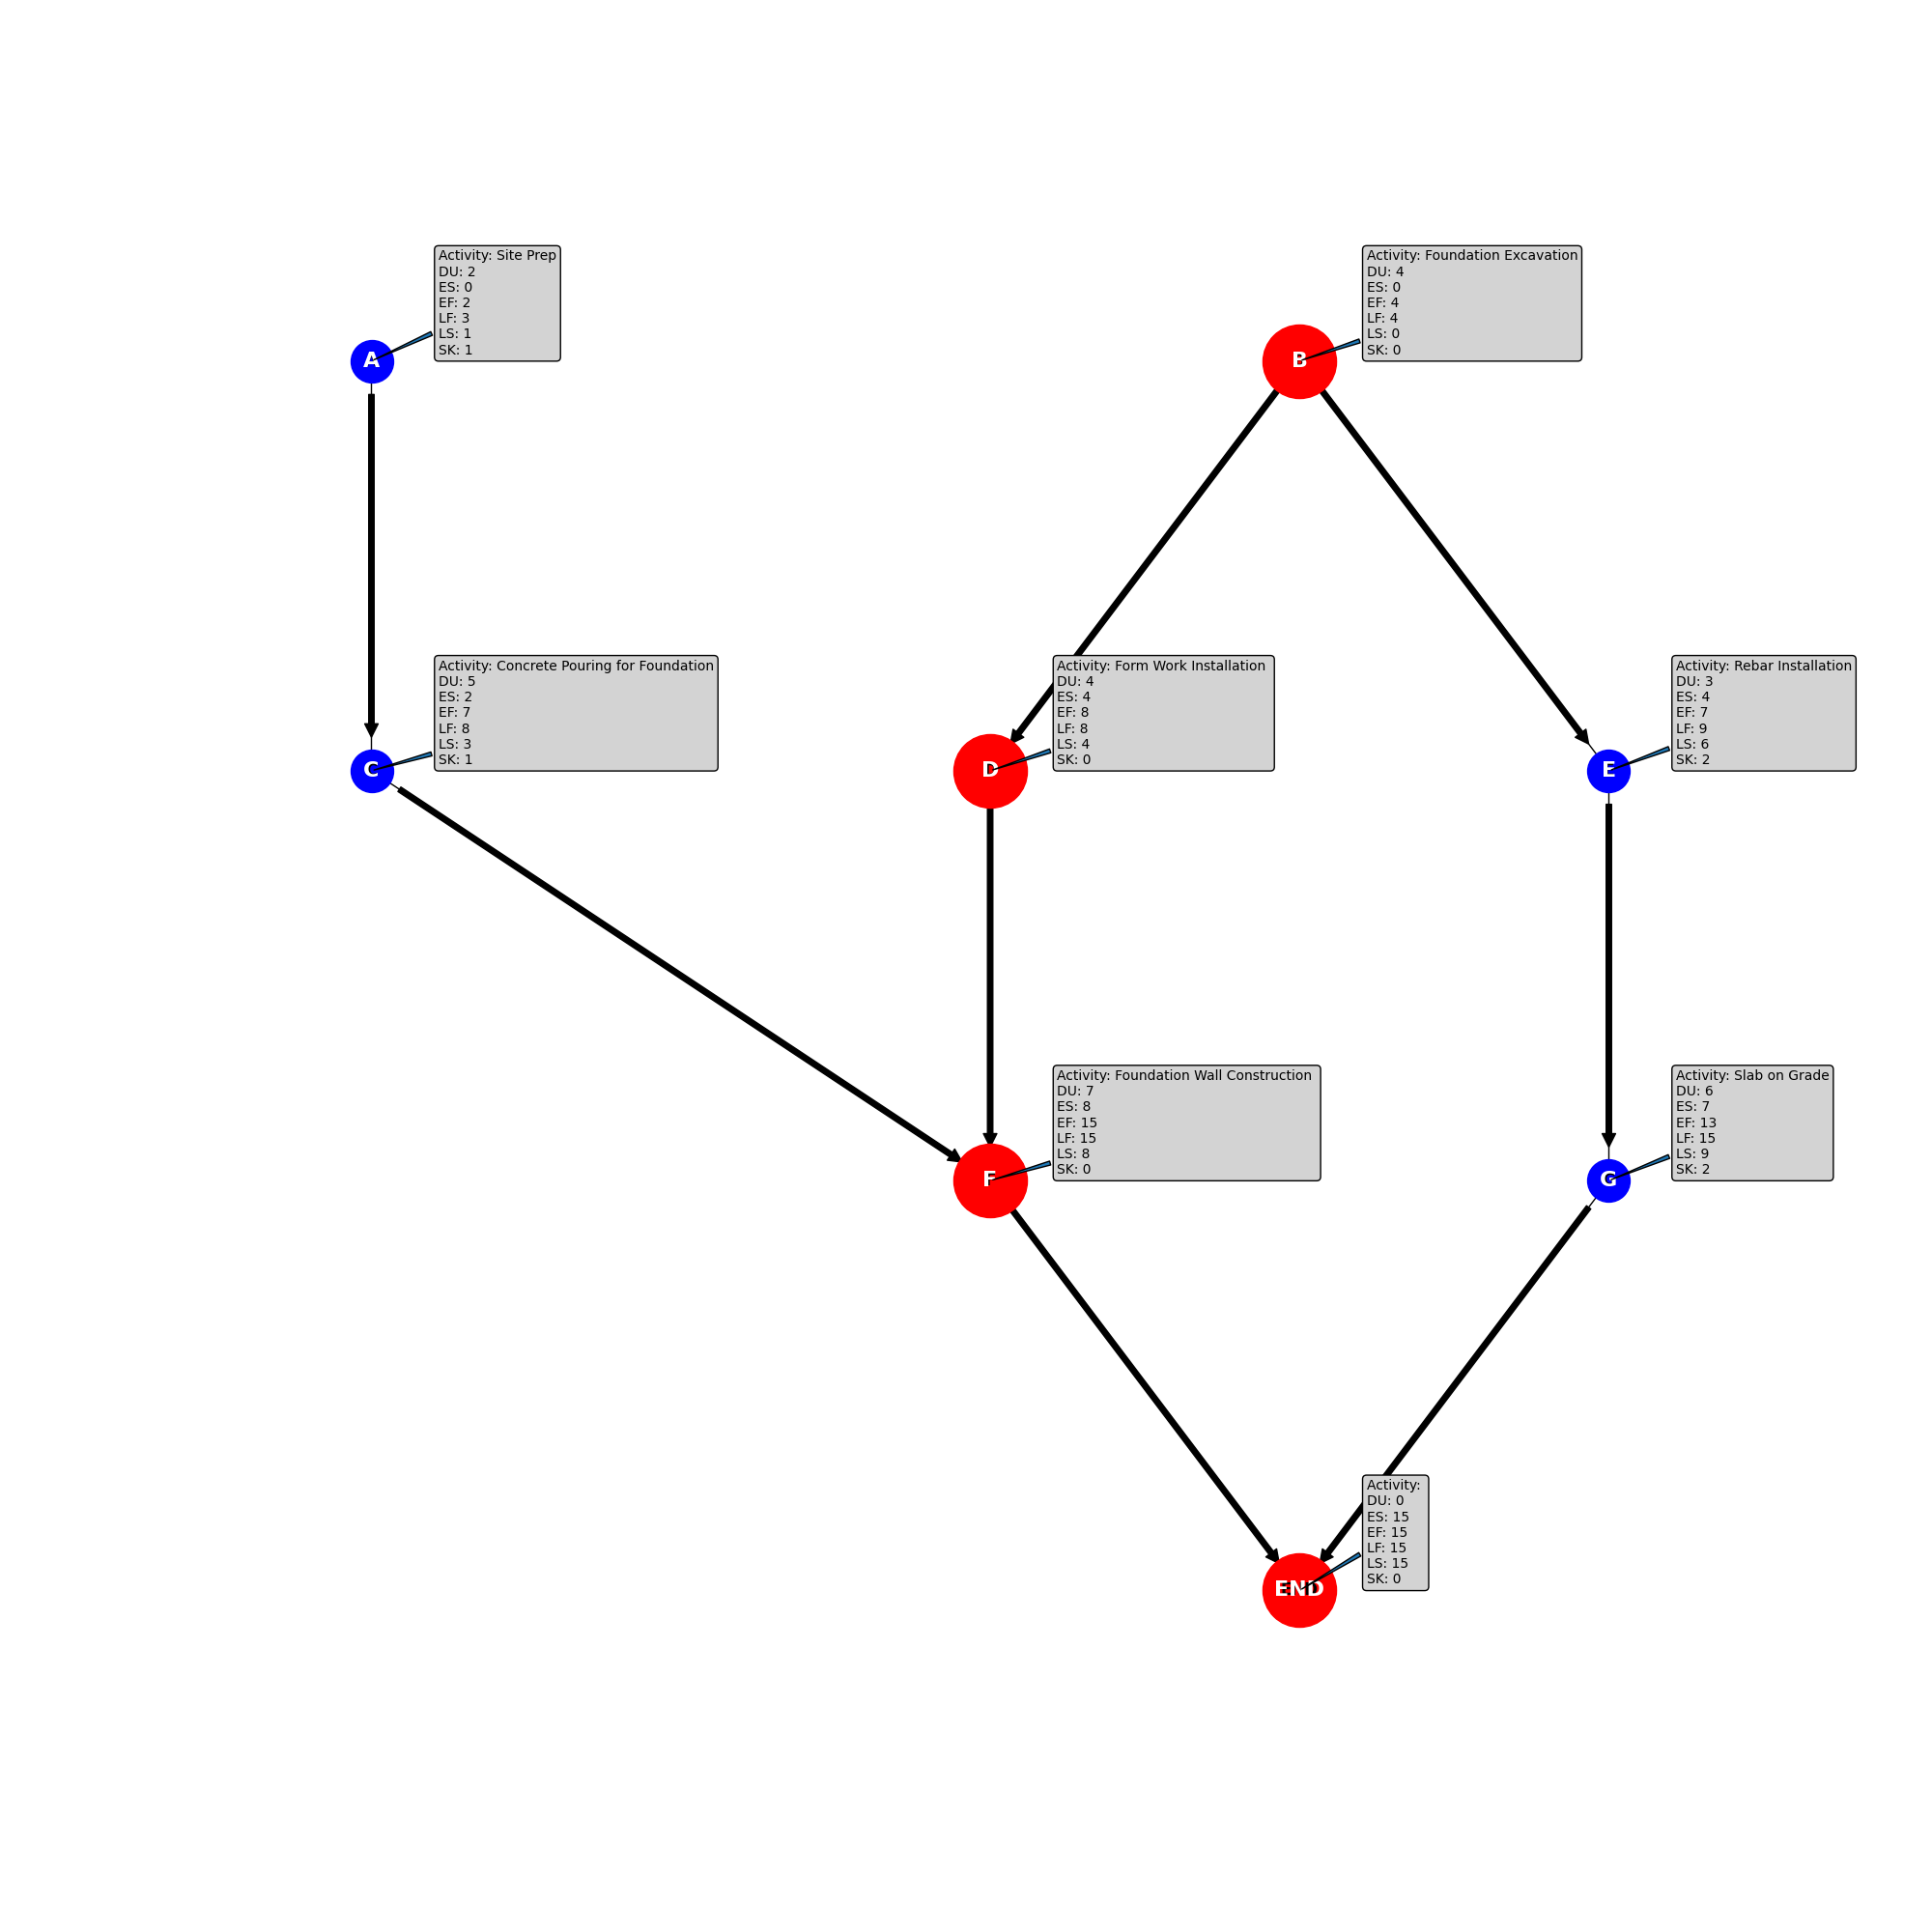 Activity: Site Prep
DU: 2
ES: 0
EF: 2
LF: 3
LS: 1
SK: 1
A
Activity: Foundation Excavation
DU: 4
ES: 0
EF: 4
LF: 4
LS: 0
SK: 0
B
Activity: Concrete Pouring for Foundation
DU: 5
ES: 2
EF: 7
LF: 8
LS: 3
SK: 1
C
Activity: Form Work Installation
DU: 4
ES: 4
EF: 8
LF: 8
LS: 4
SK: 0
D
Activity: Rebar Installation
DU: 3
ES: 4
EF: 7
LF: 9
LS: 6
SK: 2
E
Activity: Foundation Wall Construction
DU: 7
ES: 8
EF: 15
LF: 15
LS: 8
SK: 0
F
Activity: Slab on Grade
DU: 6
ES: 7
EF: 13
LF: 15
LS: 9
SK: 2
G
Activity:
DU: 0
ES: 15
EF: 15
LF: 15
LS: 15
SK: 0
END